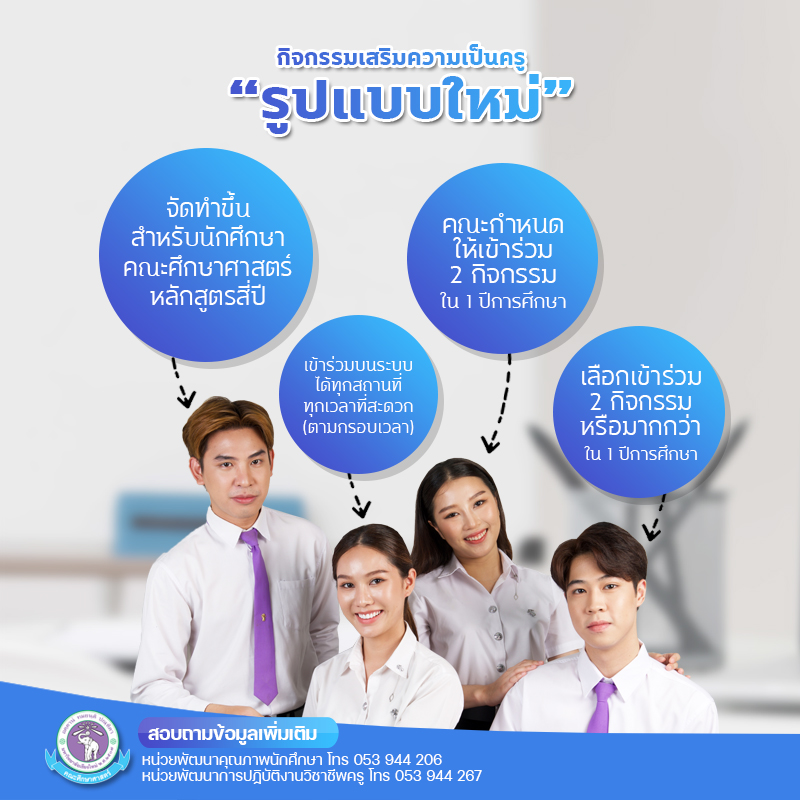 กิจกรรมเสริมความเป็นครู
“รูปแบบใหม่”
จัดทำขึ้น
สำหรับนักศึกษา
คณะศึกษาศาสตร์
หลักสูตรสี่ปี
คณะกำหนด
ให้เข้าร่วม
2 กิจกรรม
ใน 1 ปีการศึกษา
เข้าร่วมบนระบบ
ได้ทุกสถานที่
ทุกเวลาที่สะดวก
(ตามกรอบเวลา)
เลือกเข้าร่วม
2 กิจกรรม
หรือมากกว่า
ใน 1 ปีการศึกษา
สอบถามข้อมูลเพิ่มเติม
หน่วยพัฒนาคุณภาพนักศึกษา โทร 053 944 206
หน่วยพัฒนาการปฏิบัติงานวิชาชีพครู โทร 053 944 267
คณะศึกษาศาสตร์